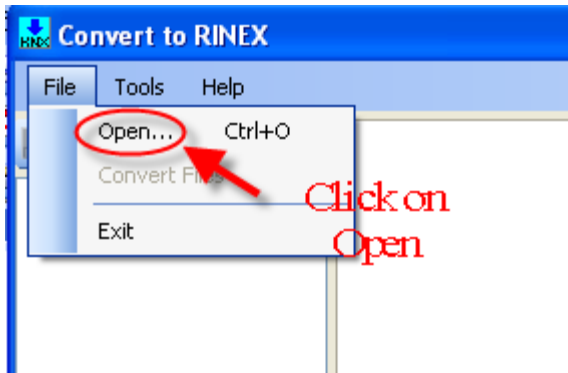 RNX Convert to RINEX
File Tools Help
Open... Ctrl+O
Convert Files
Click on
Open
Exit